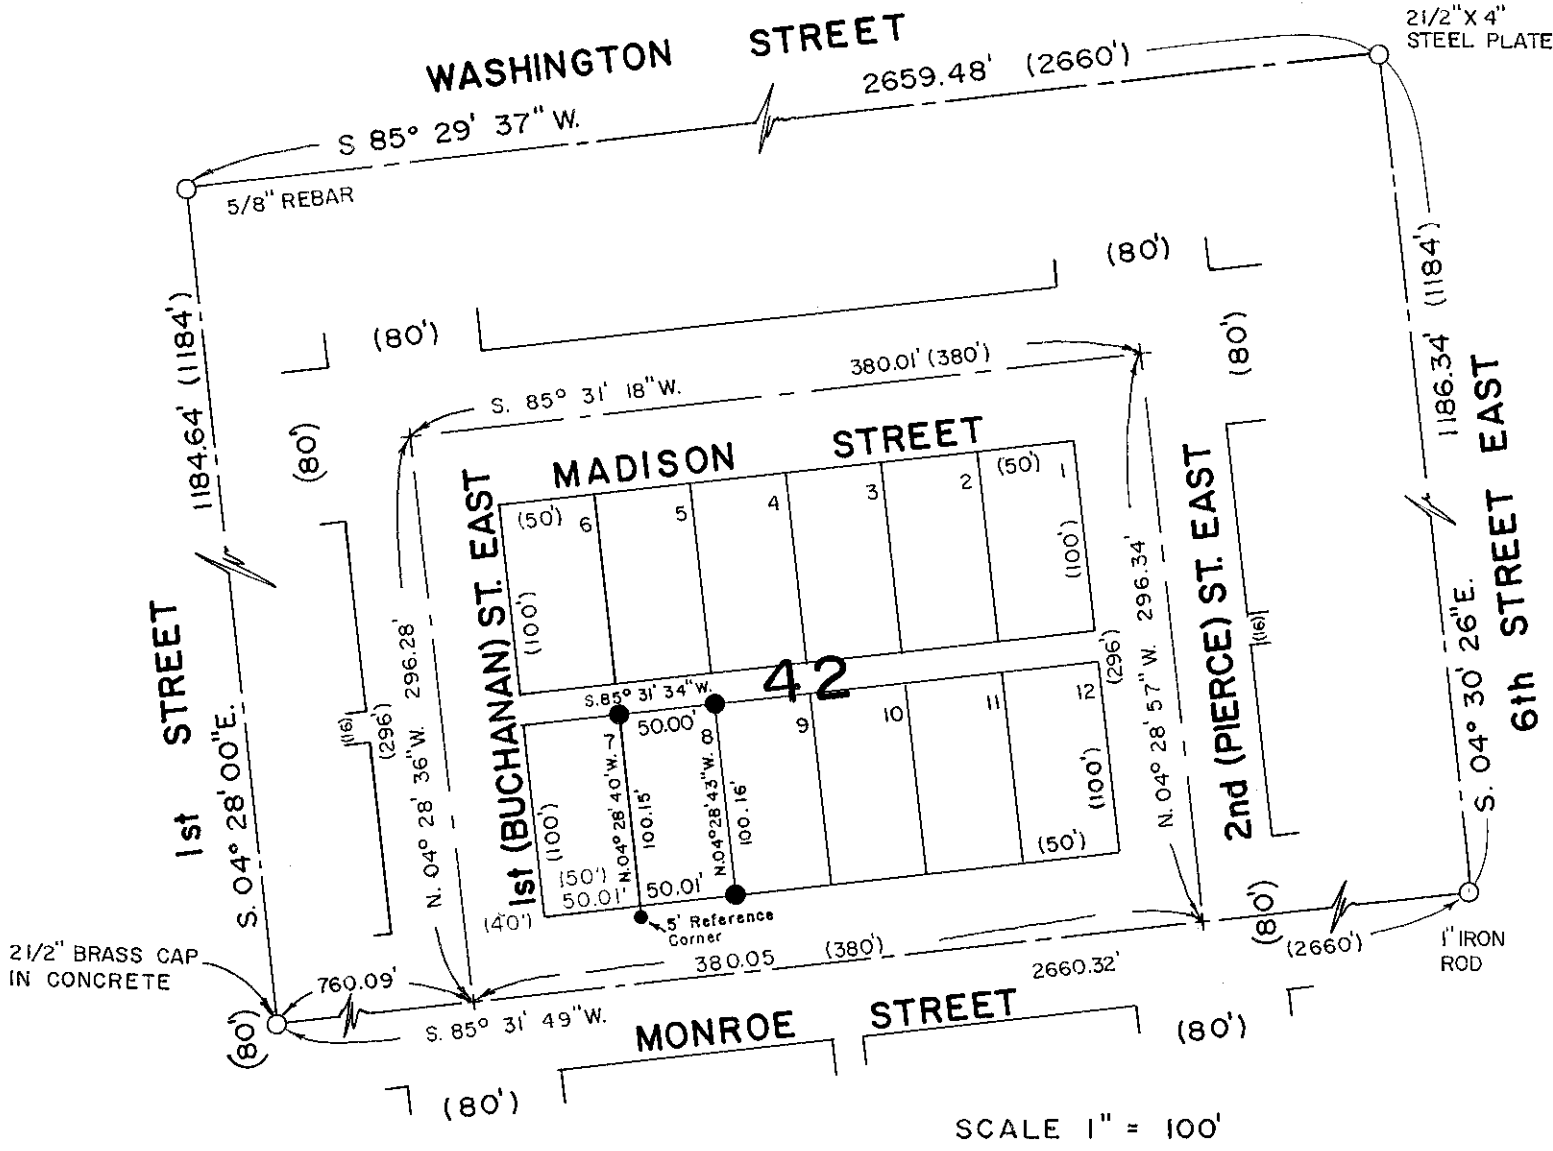 21/2" X 4"
STEEL PLATE
WASHINGTON STREET
2659.48' (2660')
S 85° 29' 37" W.
5/8" REBAR
(80')
(80')
(80')
(80')
1184.64' (1184')
1186.34' (1184')
380.01' (380')
S. 85° 31' 18" W.
MADISON STREET
(50') 6 5 4 3 2 (50') 1
(100')
(100')
1st STREET
S. 04° 28' 00" E.
(16)
(296')
N. 04° 28' 36" W. 296.28'
1st (BUCHANAN) ST. EAST
42
S. 85° 31' 34" W.
50.00'
7 8 9 10 11 12
(296')
N. 04° 28' 57" W. 296.34'
2nd (PIERCE) ST. EAST
(16)
S. 04° 30' 26" E.
6th STREET EAST
(100')
N. 04° 28' 40' W.
100.15'
N. 04° 28' 43" W.
100.16'
(100')
(50')
(50')
50.01' 50.01'
(40')
5' Reference
Corner
380.05 (380')
2660.32'
(80')
(2660')
1" IRON
ROD
21/2" BRASS CAP
IN CONCRETE
760.09'
(80')
S. 85° 31' 49" W.
MONROE STREET
(80')
(80')
SCALE 1" = 100'